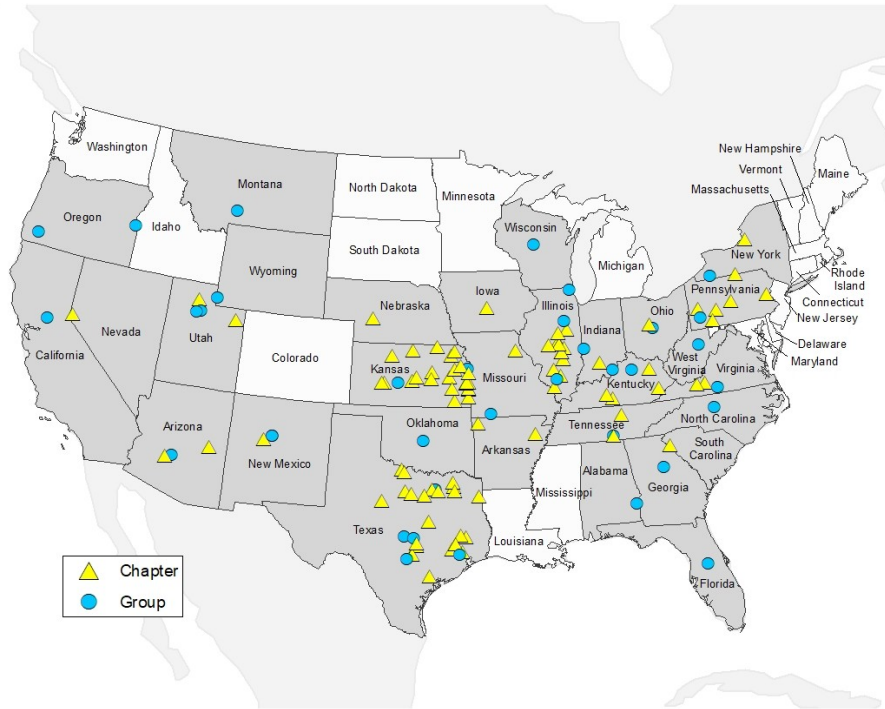 Washington
New Hampshire
Vermont
Massachusetts
Maine
Montana
North Dakota
Minnesota
Oregon
Idaho
Wisconsin
New York
South Dakota
Michigan
Wyoming
Rhode
Island
Connecticut
New Jersey
Pennsylvania
Iowa
Nebraska
Illinois
Ohio
Indiana
Nevada
Utah
Delaware
Maryland
California
Colorado
Kansas
Missouri
West
Virginia
Virginia
Kentucky
North Carolina
Arizona
Oklahoma
Tennessee
New Mexico
Arkansas
South
Carolina
Mississippi
Alabama
Georgia
Texas
Louisiana
Florida
Chapter
Group